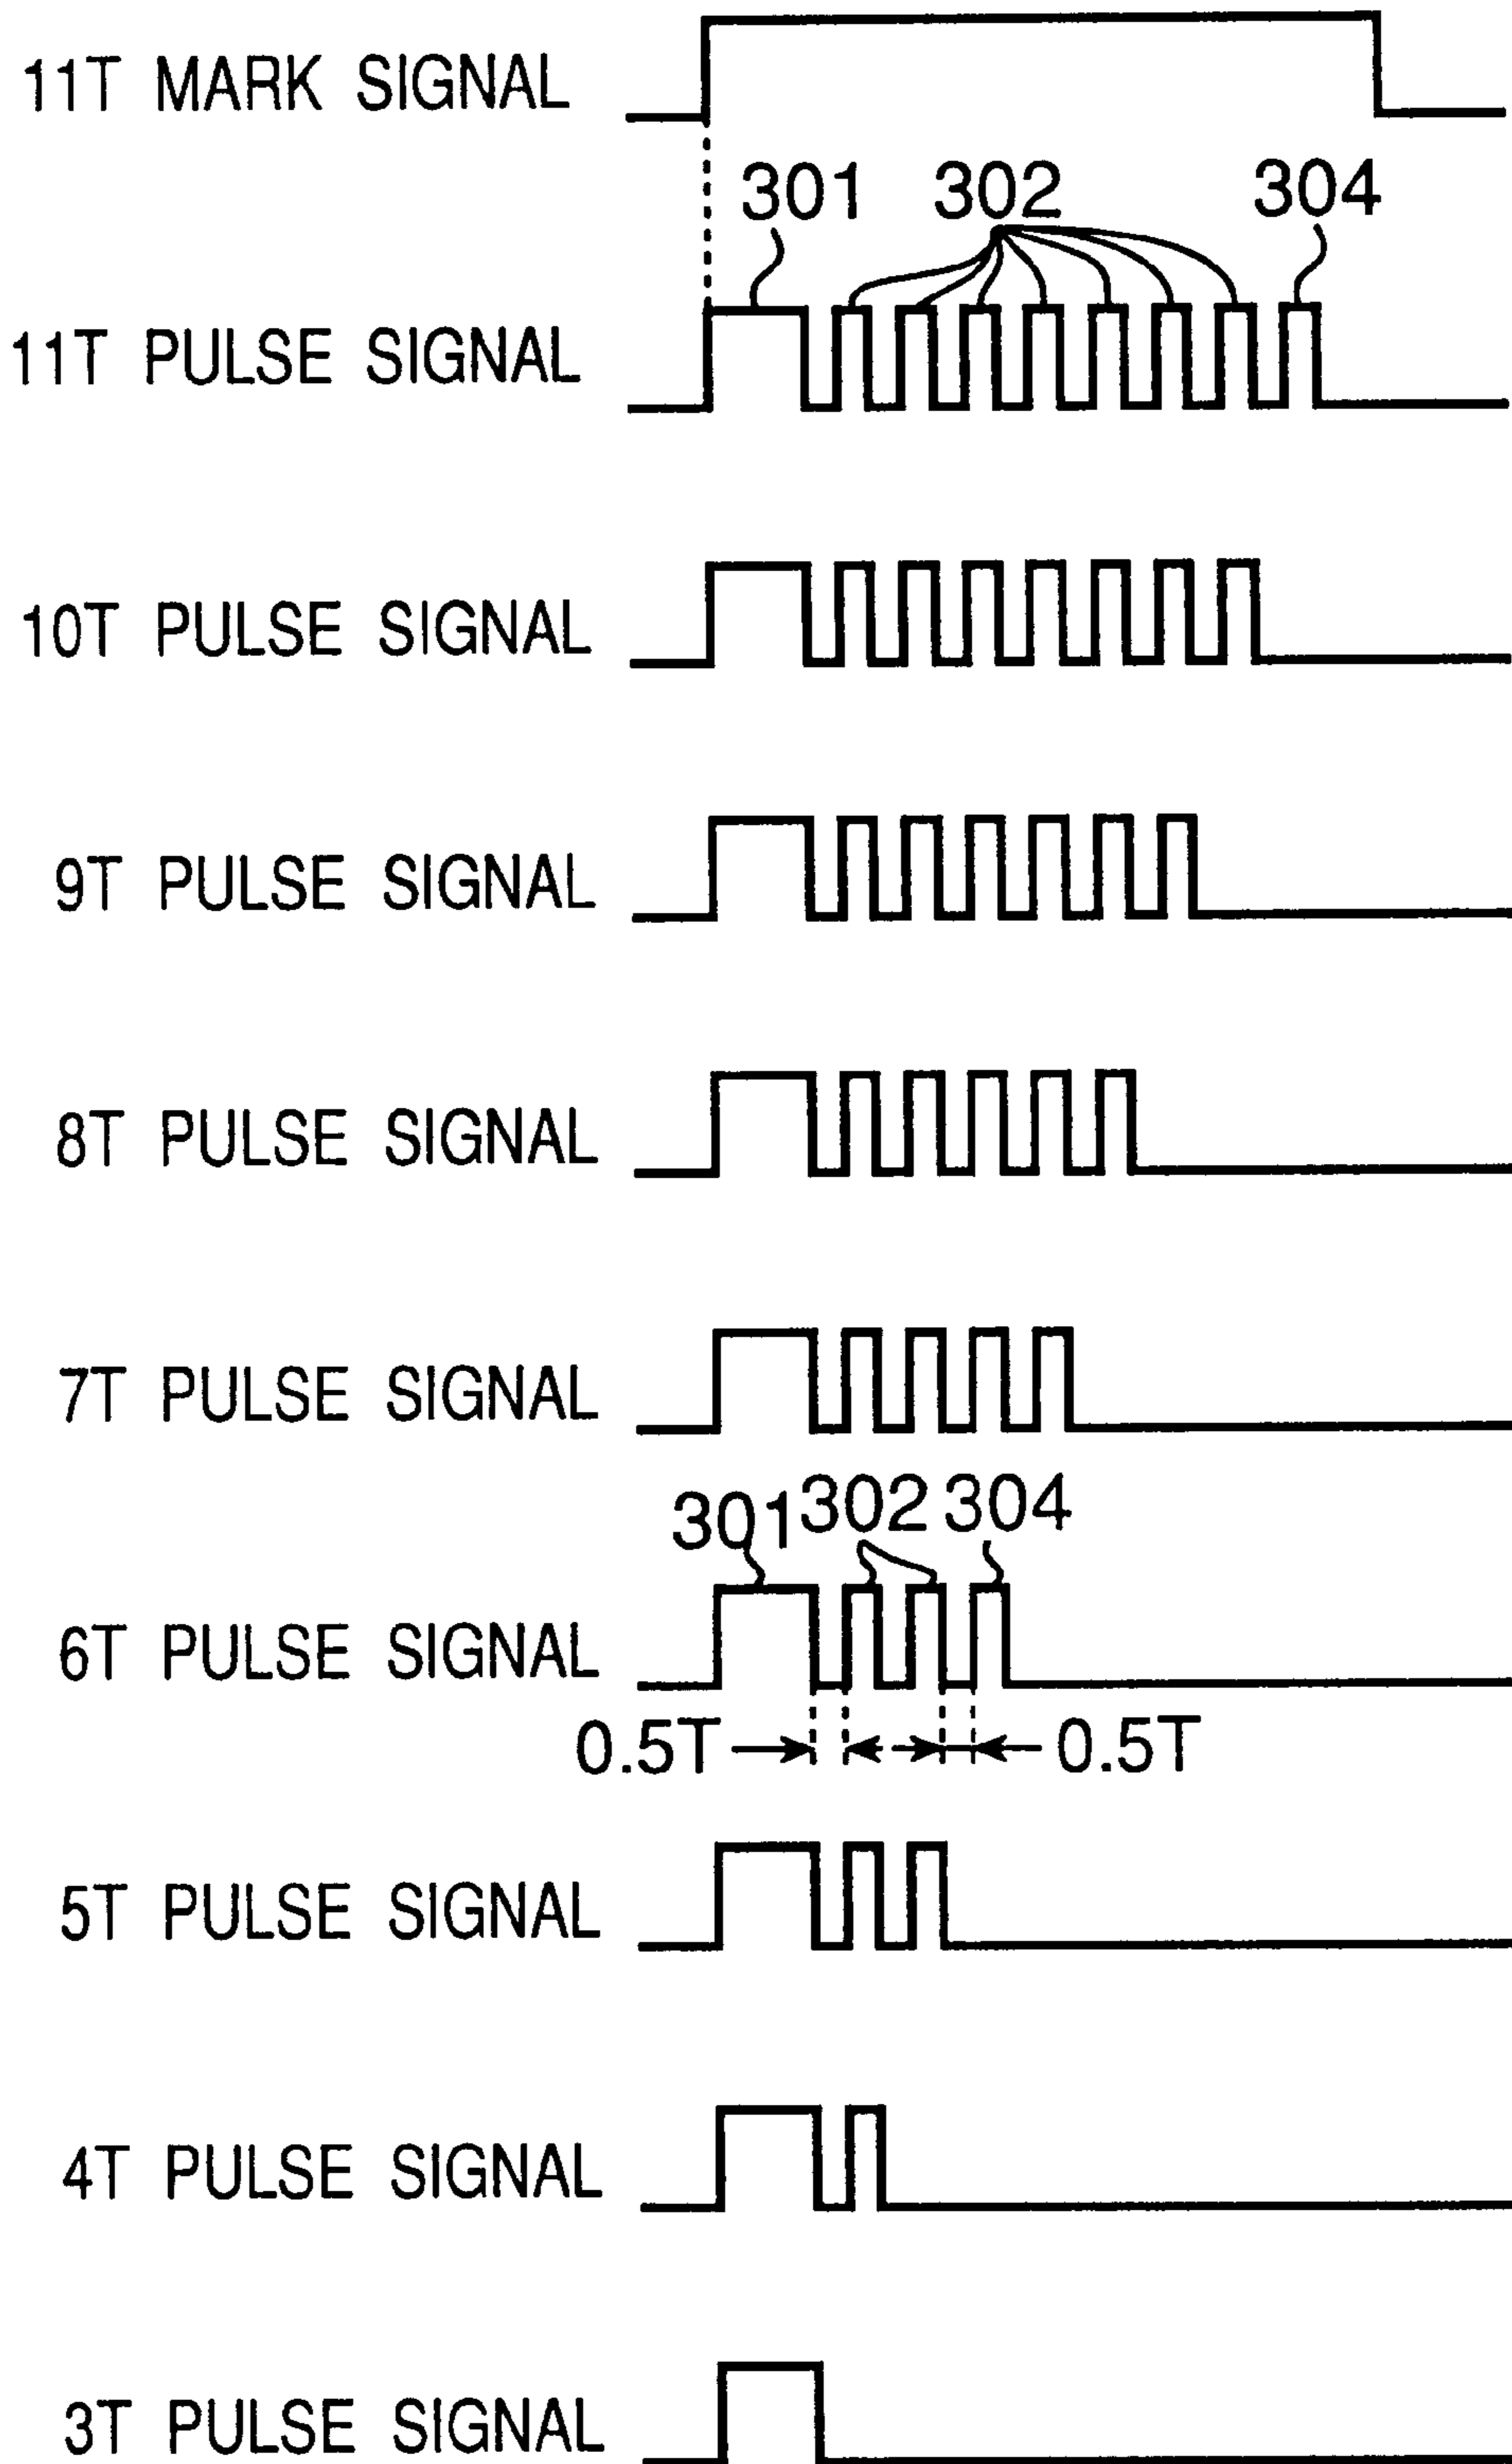 11T MARK SIGNAL
301 302 304
11T PULSE SIGNAL
10T PULSE SIGNAL
9T PULSE SIGNAL
8T PULSE SIGNAL
7T PULSE SIGNAL
301 302 304
6T PULSE SIGNAL
0.5T 0.5T
5T PULSE SIGNAL
4T PULSE SIGNAL
3T PULSE SIGNAL